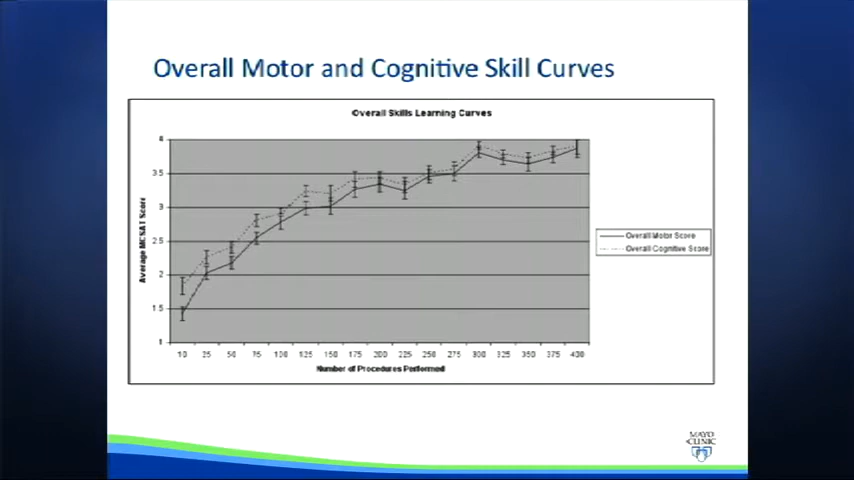 Overall Motor and Cognitive Skill Curves
Overall Skills Learning Curves
4
3.5
3
2.5
2
1.5
1
Average MCSAT Score
10 25 50 75 100 125 150 175 200 225 250 275 300 325 350 375 400
Number of Procedures Performed
Overall Motor Score
Overall Cognitive Score
MAYO
CLINIC